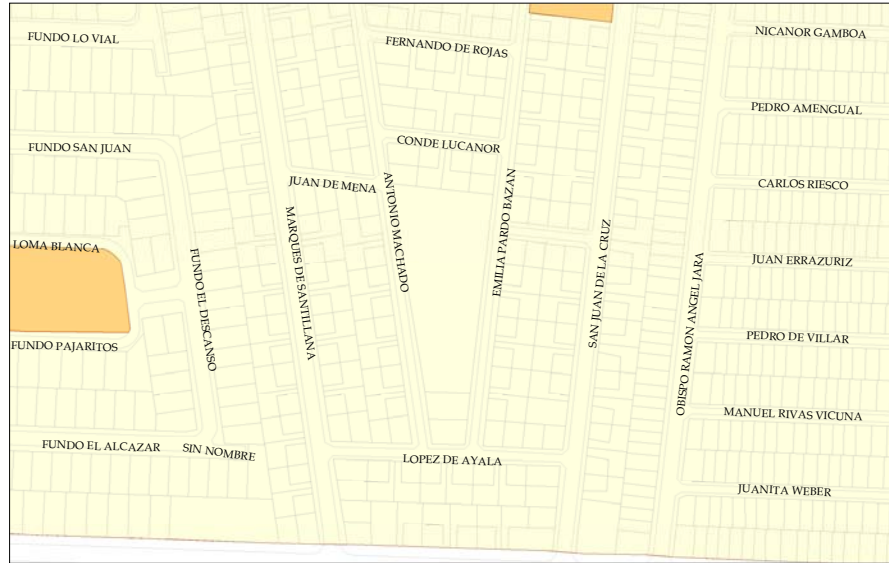 NICANOR GAMBOA
FUNDO LO VIAL
FERNANDO DE ROJAS
PEDRO AMENGUAL
CONDE LUCANOR
FUNDO SAN JUAN
JUAN DE MENA
CARLOS RIESCO
ANTONIO MACHADO
EMILIA PARDO BAZAN
MARQUES DE SANTILLANA
SAN JUAN DE LA CRUZ
LOMA BLANCA
FUNDO EL DESCANSO
OBISPO RAMON ANGEL JARA
JUAN ERRAZURIZ
PEDRO DE VILLAR
FUNDO PAJARITOS
MANUEL RIVAS VICUNA
FUNDO EL ALCAZAR
SIN NOMBRE
LOPEZ DE AYALA
JUANITA WEBER